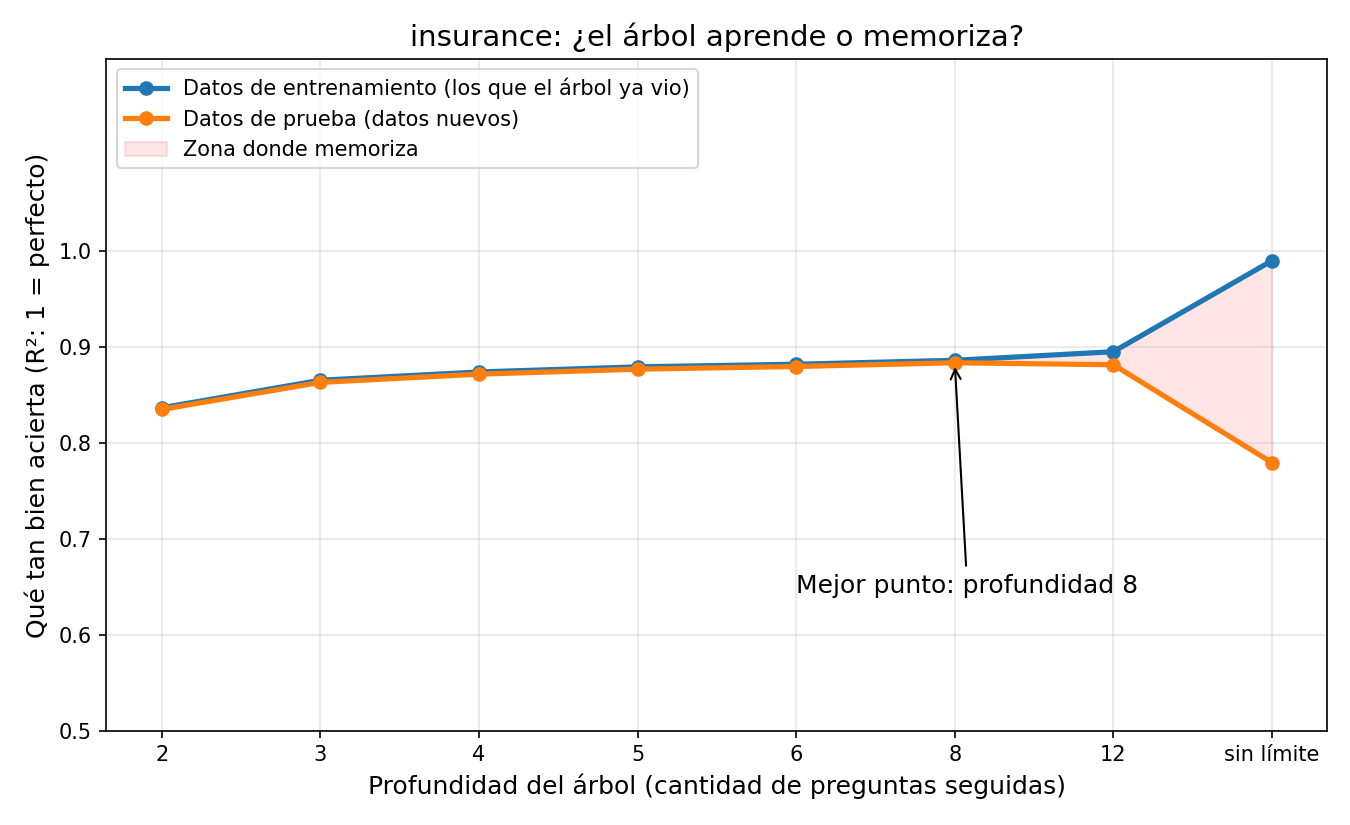 insurance: ¿el árbol aprende o memoriza?
Datos de entrenamiento (los que el árbol ya vio)
Datos de prueba (datos nuevos)
Zona donde memoriza
Qué tan bien acierta (R²: 1 = perfecto)
1.0
0.9
0.8
0.7
0.6
0.5
Mejor punto: profundidad 8
2
3
4
5
6
8
12
sin límite
Profundidad del árbol (cantidad de preguntas seguidas)